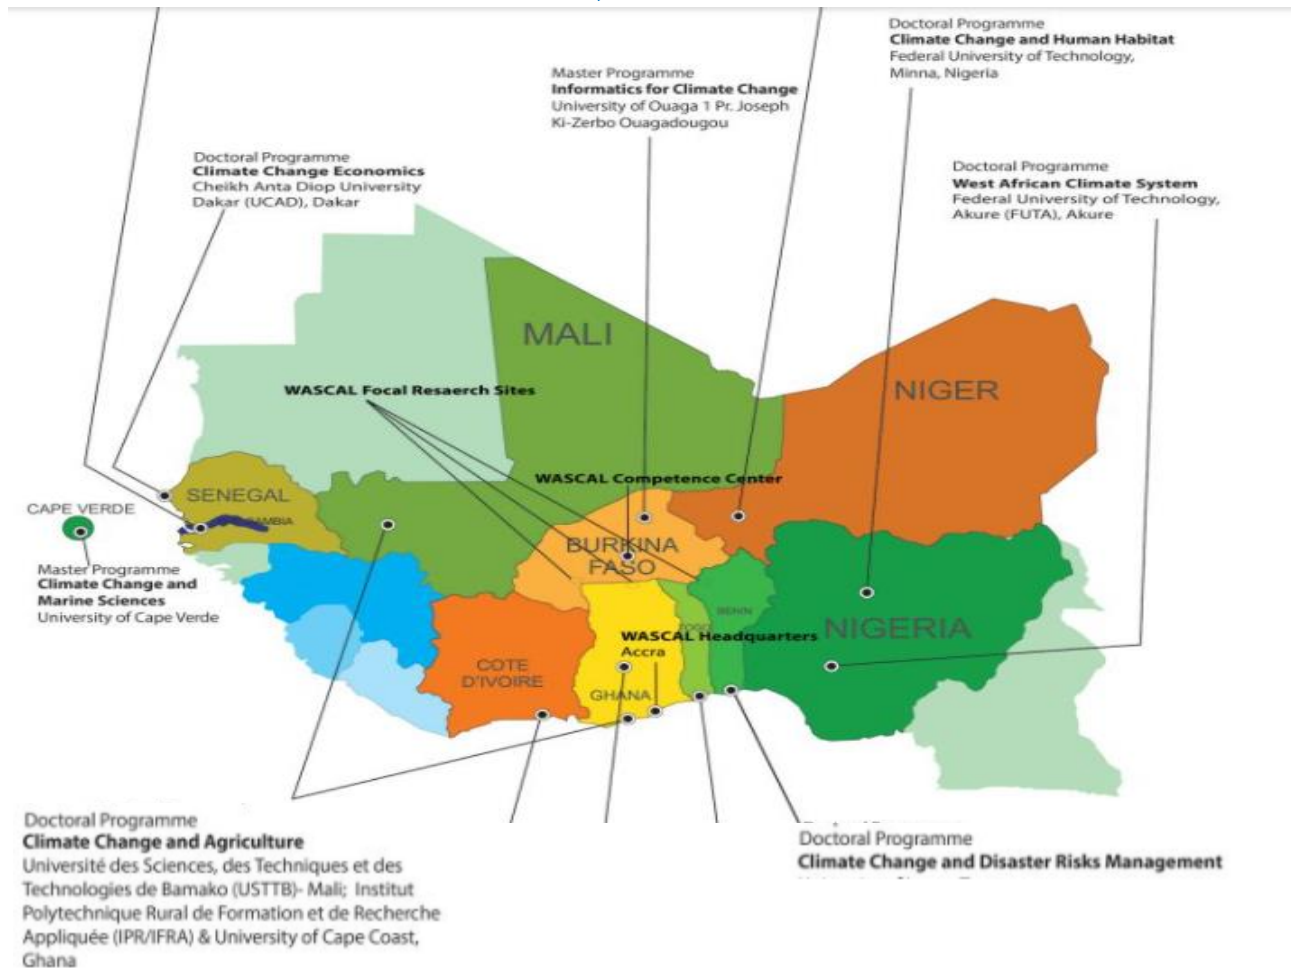 Doctoral Programme
Climate Change and Human Habitat
Federal University of Technology,
Minna, Nigeria
Master Programme
Informatics for Climate Change
University of Ouaga 1 Pr. Joseph
Ki-Zerbo Ouagadougou
Doctoral Programme
Climate Change Economics
Cheikh Anta Diop University
Dakar (UCAD), Dakar
Doctoral Programme
West African Climate System
Federal University of Technology,
Akure (FUTA), Akure
MALI
NIGER
WASCAL Focal Resaerch Sites
WASCAL Competence Center
SENEGAL
CAPE VERDE
GAMBIA
BURKINA
FASO
Master Programme
Climate Change and
Marine Sciences
University of Cape Verde
BENIN
TOGO
NIGERIA
WASCAL Headquarters
Accra
COTE
D'IVOIRE
GHANA
Doctoral Programme
Climate Change and Agriculture
Université des Sciences, des Techniques et des
Technologies de Bamako (USTTB)- Mali; Institut
Polytechnique Rural de Formation et de Recherche
Appliquée (IPR/IFRA) & University of Cape Coast,
Ghana
Doctoral Programme
Climate Change and Disaster Risks Management